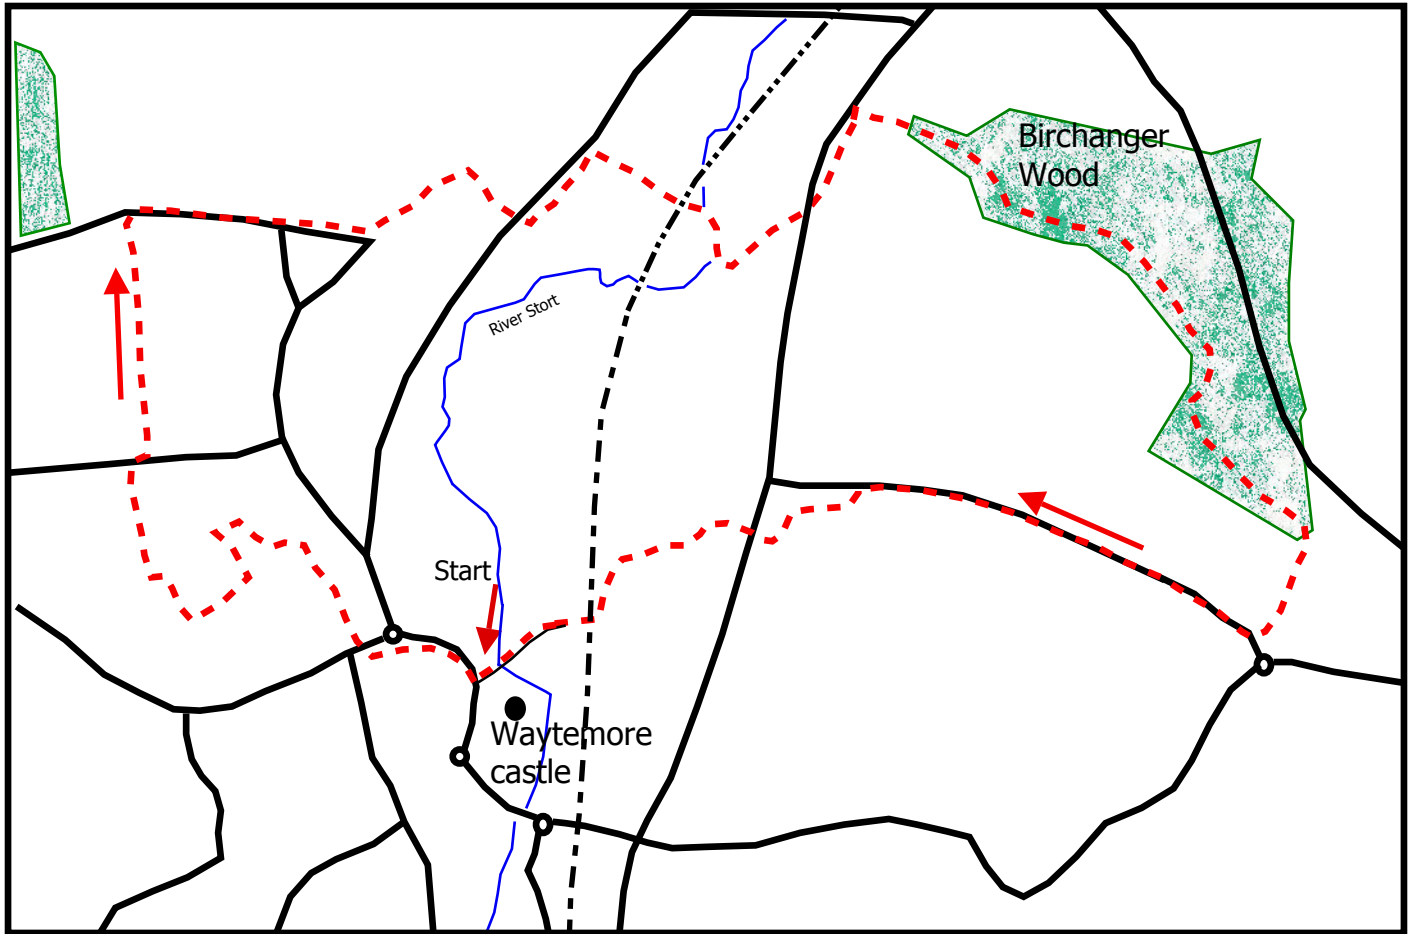 Birchanger
Wood
River Stort
Start
Waytemore
castle